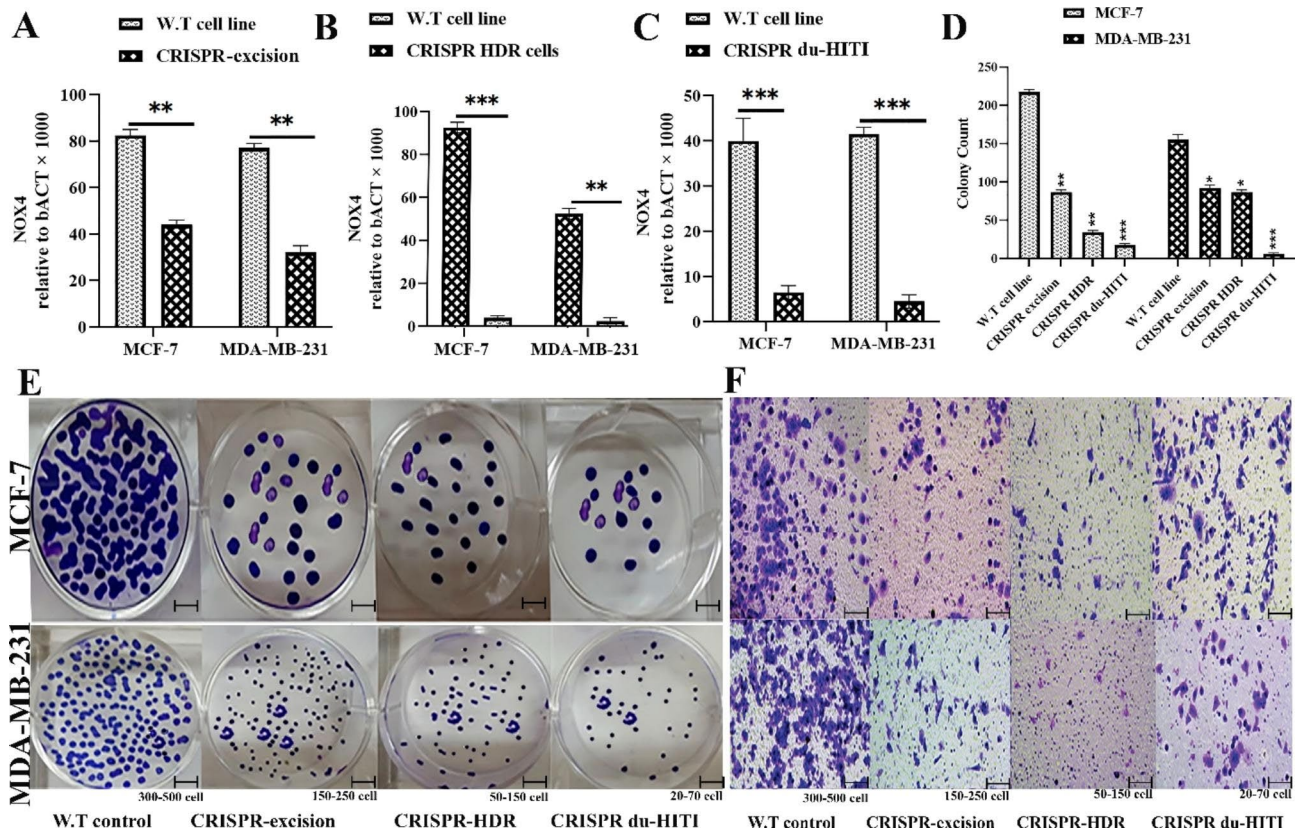 A
W.T cell line
CRISPR-excision
NOX4
relative to bACT × 1000
100
80
60
40
20
0
**
**
MCF-7
MDA-MB-231
B
W.T cell line
CRISPR HDR cells
NOX4
relative to bACT × 1000
100
80
60
40
20
0
***
**
MCF-7
MDA-MB-231
C
W.T cell line
CRISPR du-HITI
NOX4
relative to bACT × 1000
50
40
30
20
10
0
***
***
MCF-7
MDA-MB-231
D
MCF-7
MDA-MB-231
Colony Count
250
200
150
100
50
0
**
**
***
*
*
***
W.T cell line
CRISPR excision
CRISPR HDR
CRISPR du-HITI
W.T cell line
CRISPR excision
CRISPR HDR
CRISPR du-HITI
E
MCF-7
MDA-MB-231
300-500 cell
150-250 cell
50-150 cell
20-70 cell
W.T control
CRISPR-excision
CRISPR-HDR
CRISPR du-HITI
F
300-500 cell
150-250 cell
50-150 cell
20-70 cell
W.T control
CRISPR-cxcision
CRISPR-HDR
CRISPR du-HITI